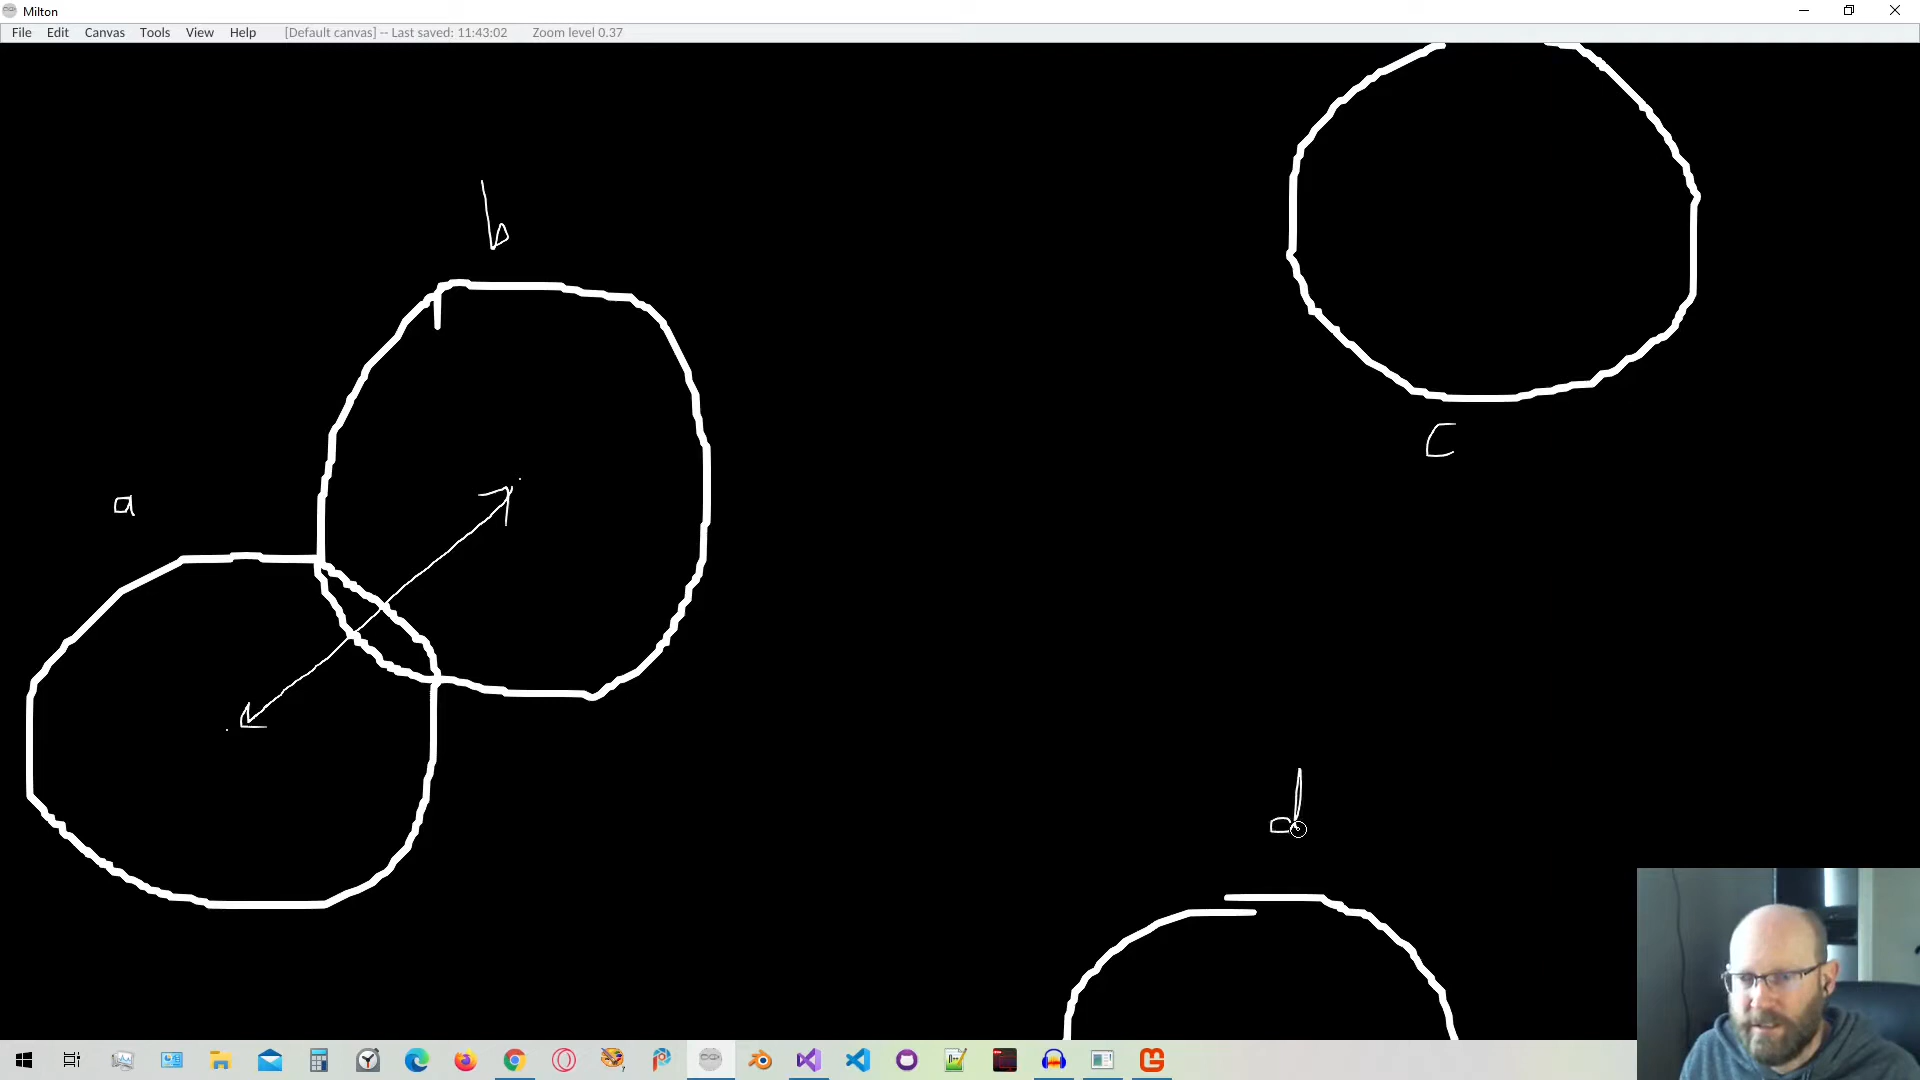 Milton
File Edit Canvas Tools View Help [Default canvas] -- Last saved: 11:43:02 Zoom level 0.37
b
c
a
d